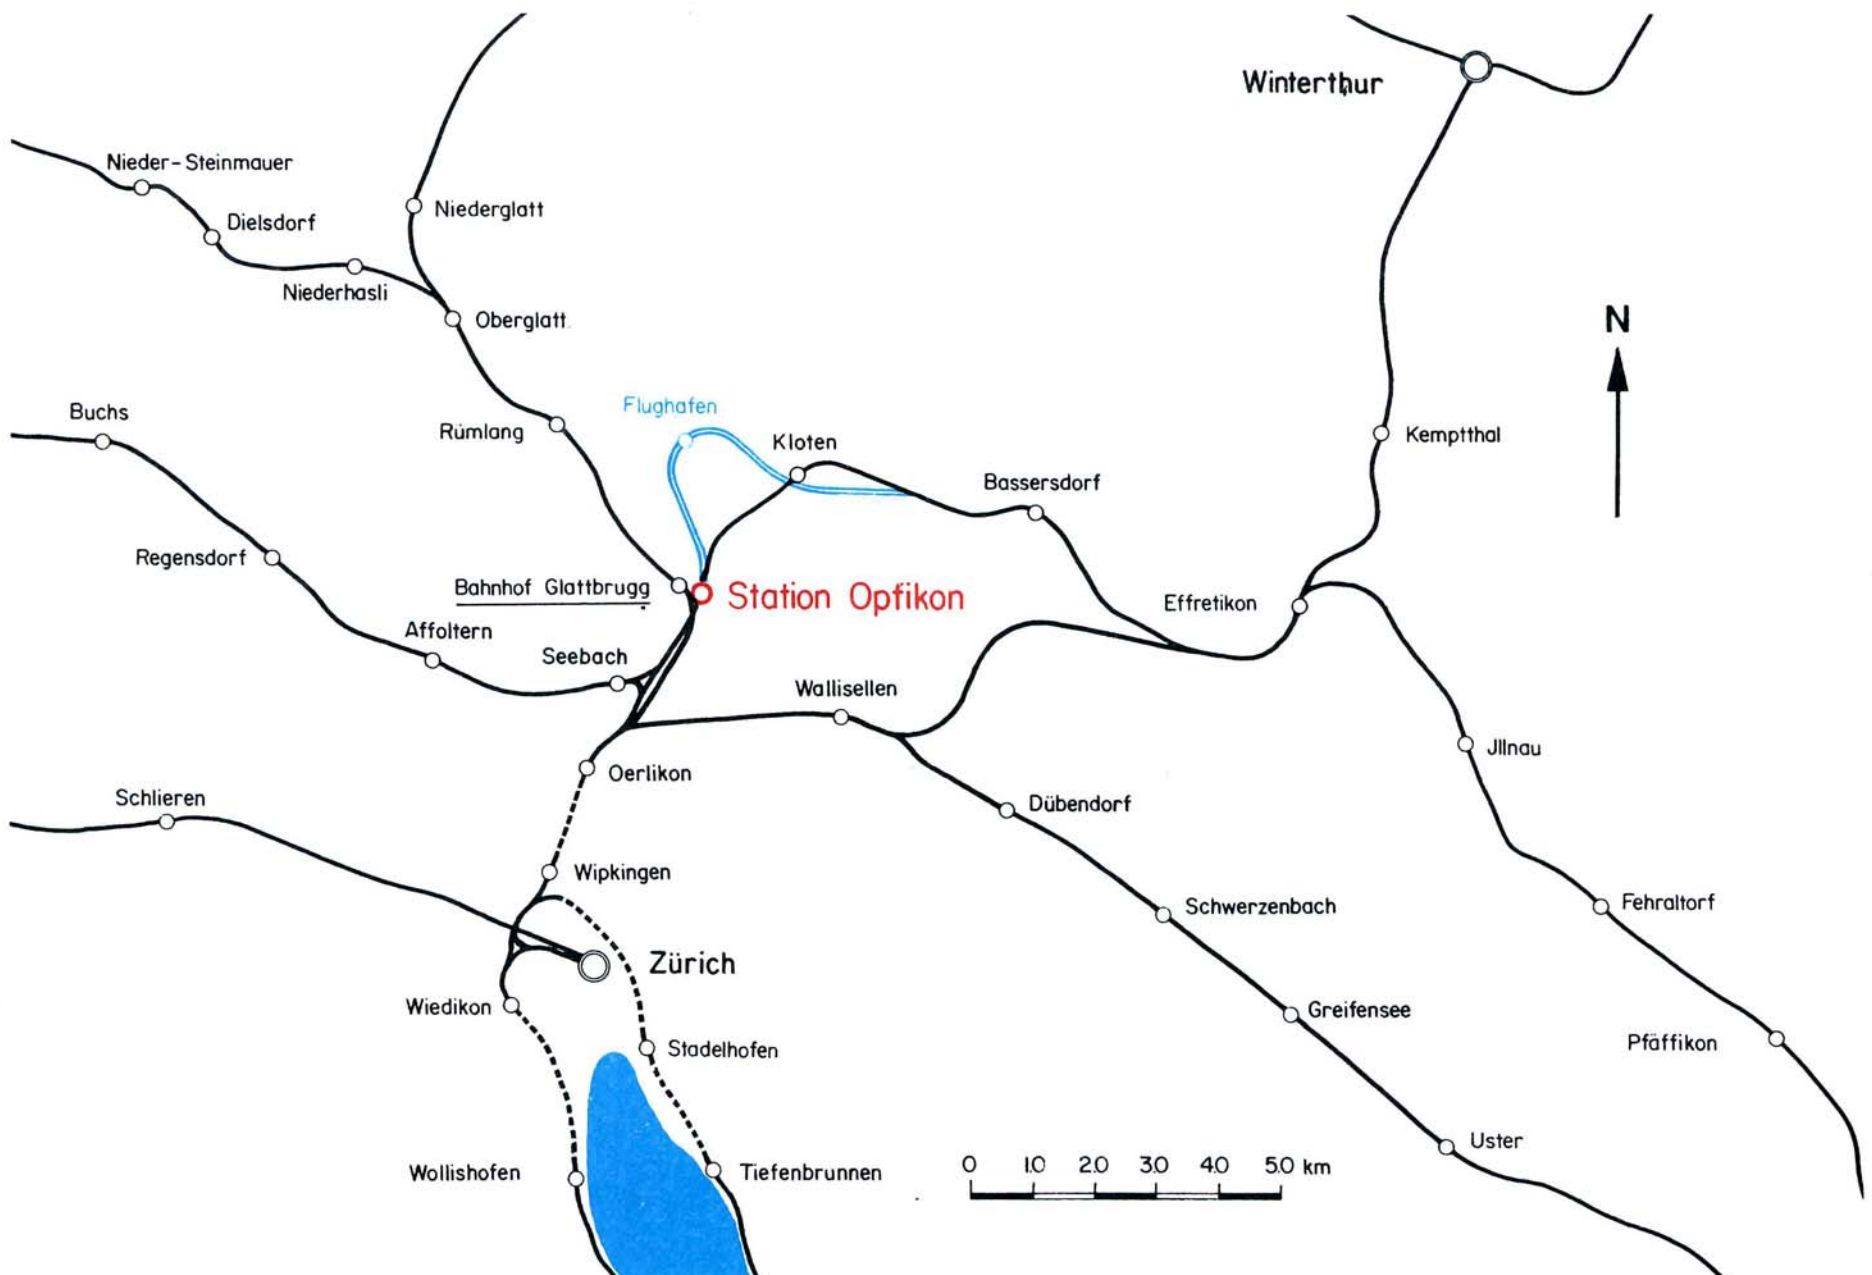 Winterthur
Nieder-Steinmauer
Niederglatt
Dielsdorf
Niederhasli
Oberglatt
N
Buchs
Flughafen
Rümlang
Kloten
Kemptthal
Bassersdorf
Regensdorf
Bahnhof Glattbrugg
Station Opfikon
Effretikon
Affoltern
Seebach
Wallisellen
Jllnau
Oerlikon
Schlieren
Dübendorf
Wipkingen
Fehraltorf
Schwerzenbach
Zürich
Wiedikon
Greifensee
Stadelhofen
Pfäffikon
Uster
Wollishofen
Tiefenbrunnen
0 1.0 2.0 3.0 4.0 5.0 km